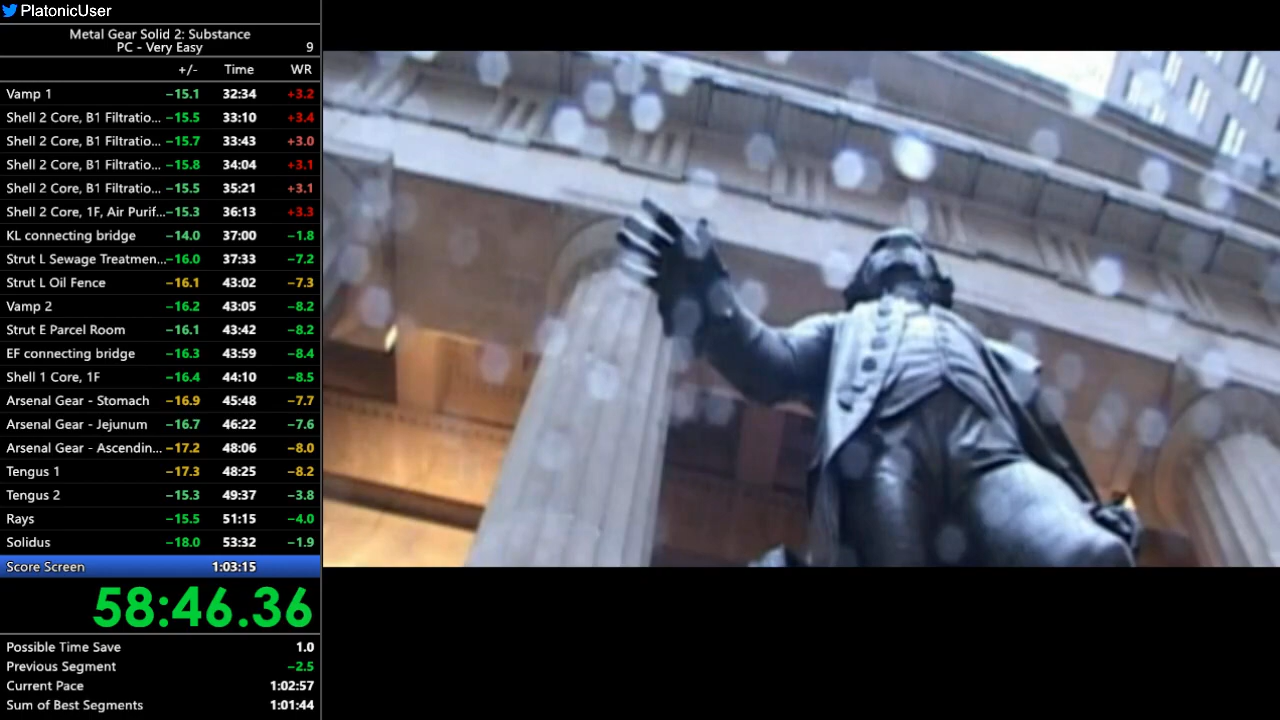 PlatonicUser
Metal Gear Solid 2: Substance
PC - Very Easy 9
+/- Time WR
Vamp 1 −15.1 32:34 +3.2
Shell 2 Core, B1 Filtratio... −15.5 33:10 +3.4
Shell 2 Core, B1 Filtratio... −15.7 33:43 +3.0
Shell 2 Core, B1 Filtratio... −15.8 34:04 +3.1
Shell 2 Core, B1 Filtratio... −15.5 35:21 +3.1
Shell 2 Core, 1F, Air Purif... −15.3 36:13 +3.3
KL connecting bridge −14.0 37:00 −1.8
Strut L Sewage Treatmen... −16.0 37:33 −7.2
Strut L Oil Fence −16.1 43:02 −7.3
Vamp 2 −16.2 43:05 −8.2
Strut E Parcel Room −16.1 43:42 −8.2
EF connecting bridge −16.3 43:59 −8.4
Shell 1 Core, 1F −16.4 44:10 −8.5
Arsenal Gear - Stomach −16.9 45:48 −7.7
Arsenal Gear - Jejunum −16.7 46:22 −7.6
Arsenal Gear - Ascendin... −17.2 48:06 −8.0
Tengus 1 −17.3 48:25 −8.2
Tengus 2 −15.3 49:37 −3.8
Rays −15.5 51:15 −4.0
Solidus −18.0 53:32 −1.9
Score Screen 1:03:15
58:46.36
Possible Time Save 1.0
Previous Segment −2.5
Current Pace 1:02:57
Sum of Best Segments 1:01:44